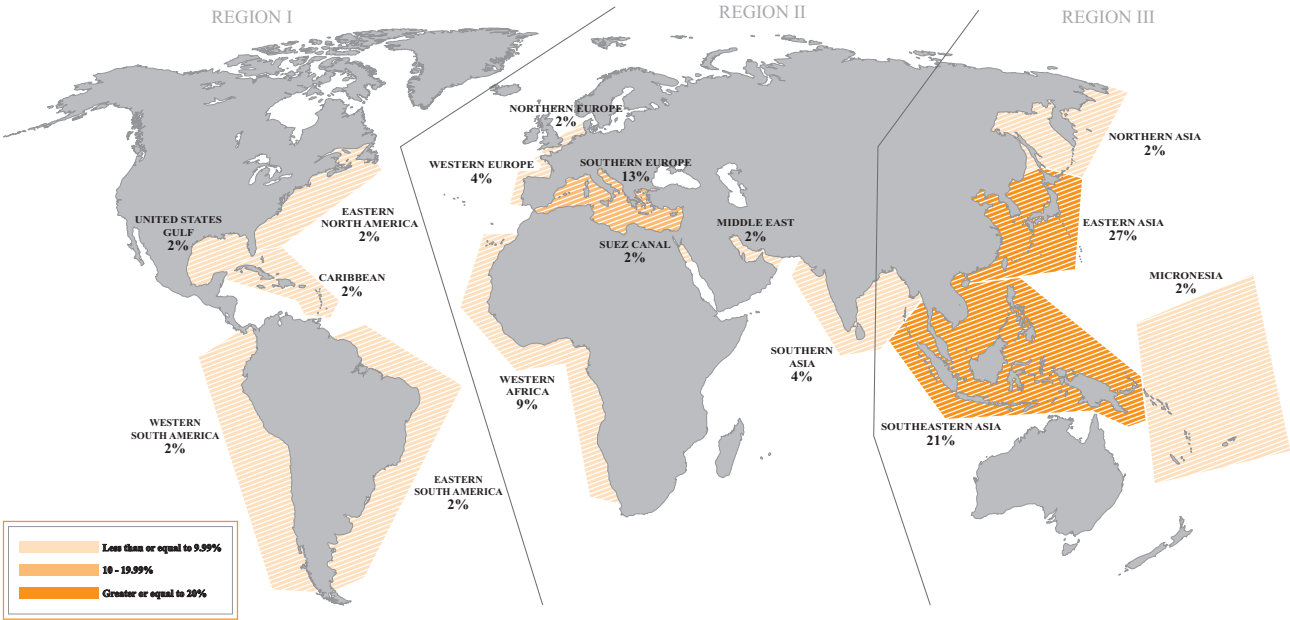 REGION I
REGION II
REGION III
NORTHERN EUROPE
2%
WESTERN EUROPE
4%
SOUTHERN EUROPE
13%
NORTHERN ASIA
2%
UNITED STATES
GULF
2%
EASTERN
NORTH AMERICA
2%
SUEZ CANAL
2%
MIDDLE EAST
2%
EASTERN ASIA
27%
CARIBBEAN
2%
MICRONESIA
2%
SOUTHERN
ASIA
4%
WESTERN
AFRICA
9%
WESTERN
SOUTH AMERICA
2%
SOUTHEASTERN ASIA
21%
EASTERN
SOUTH AMERICA
2%
Less than or equal to 9.99%
10 - 19.99%
Greater or equal to 20%